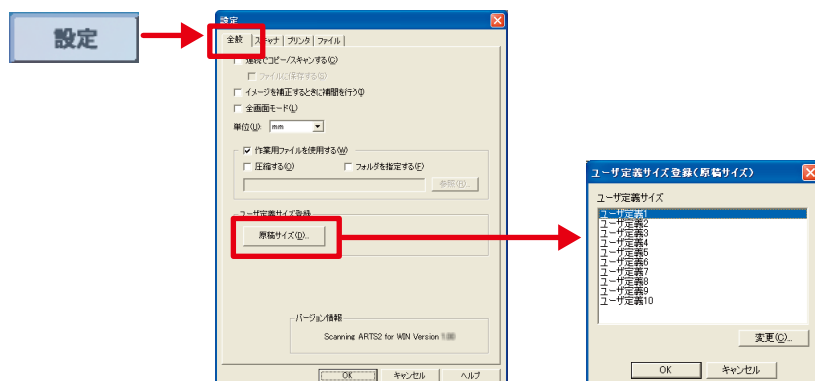 設定
設定
全般 スキャナ プリンタ ファイル
連続でコピー/スキャンする(C)
ファイルに保存する(S)
イメージを補正するときに補間を行う(I)
全画面モード(L)
単位(U): mm
作業用ファイルを使用する(W)
圧縮する(O) フォルダを指定する(F)
参照(B)...
ユーザ定義サイズ登録
原稿サイズ(D)...
バージョン情報
Scanning ARTS2 for WIN Version
OK キャンセル ヘルプ
ユーザ定義サイズ登録(原稿サイズ)
ユーザ定義サイズ
ユーザ定義1
ユーザ定義2
ユーザ定義3
ユーザ定義4
ユーザ定義5
ユーザ定義6
ユーザ定義7
ユーザ定義8
ユーザ定義9
ユーザ定義10
変更(C)...
OK キャンセル